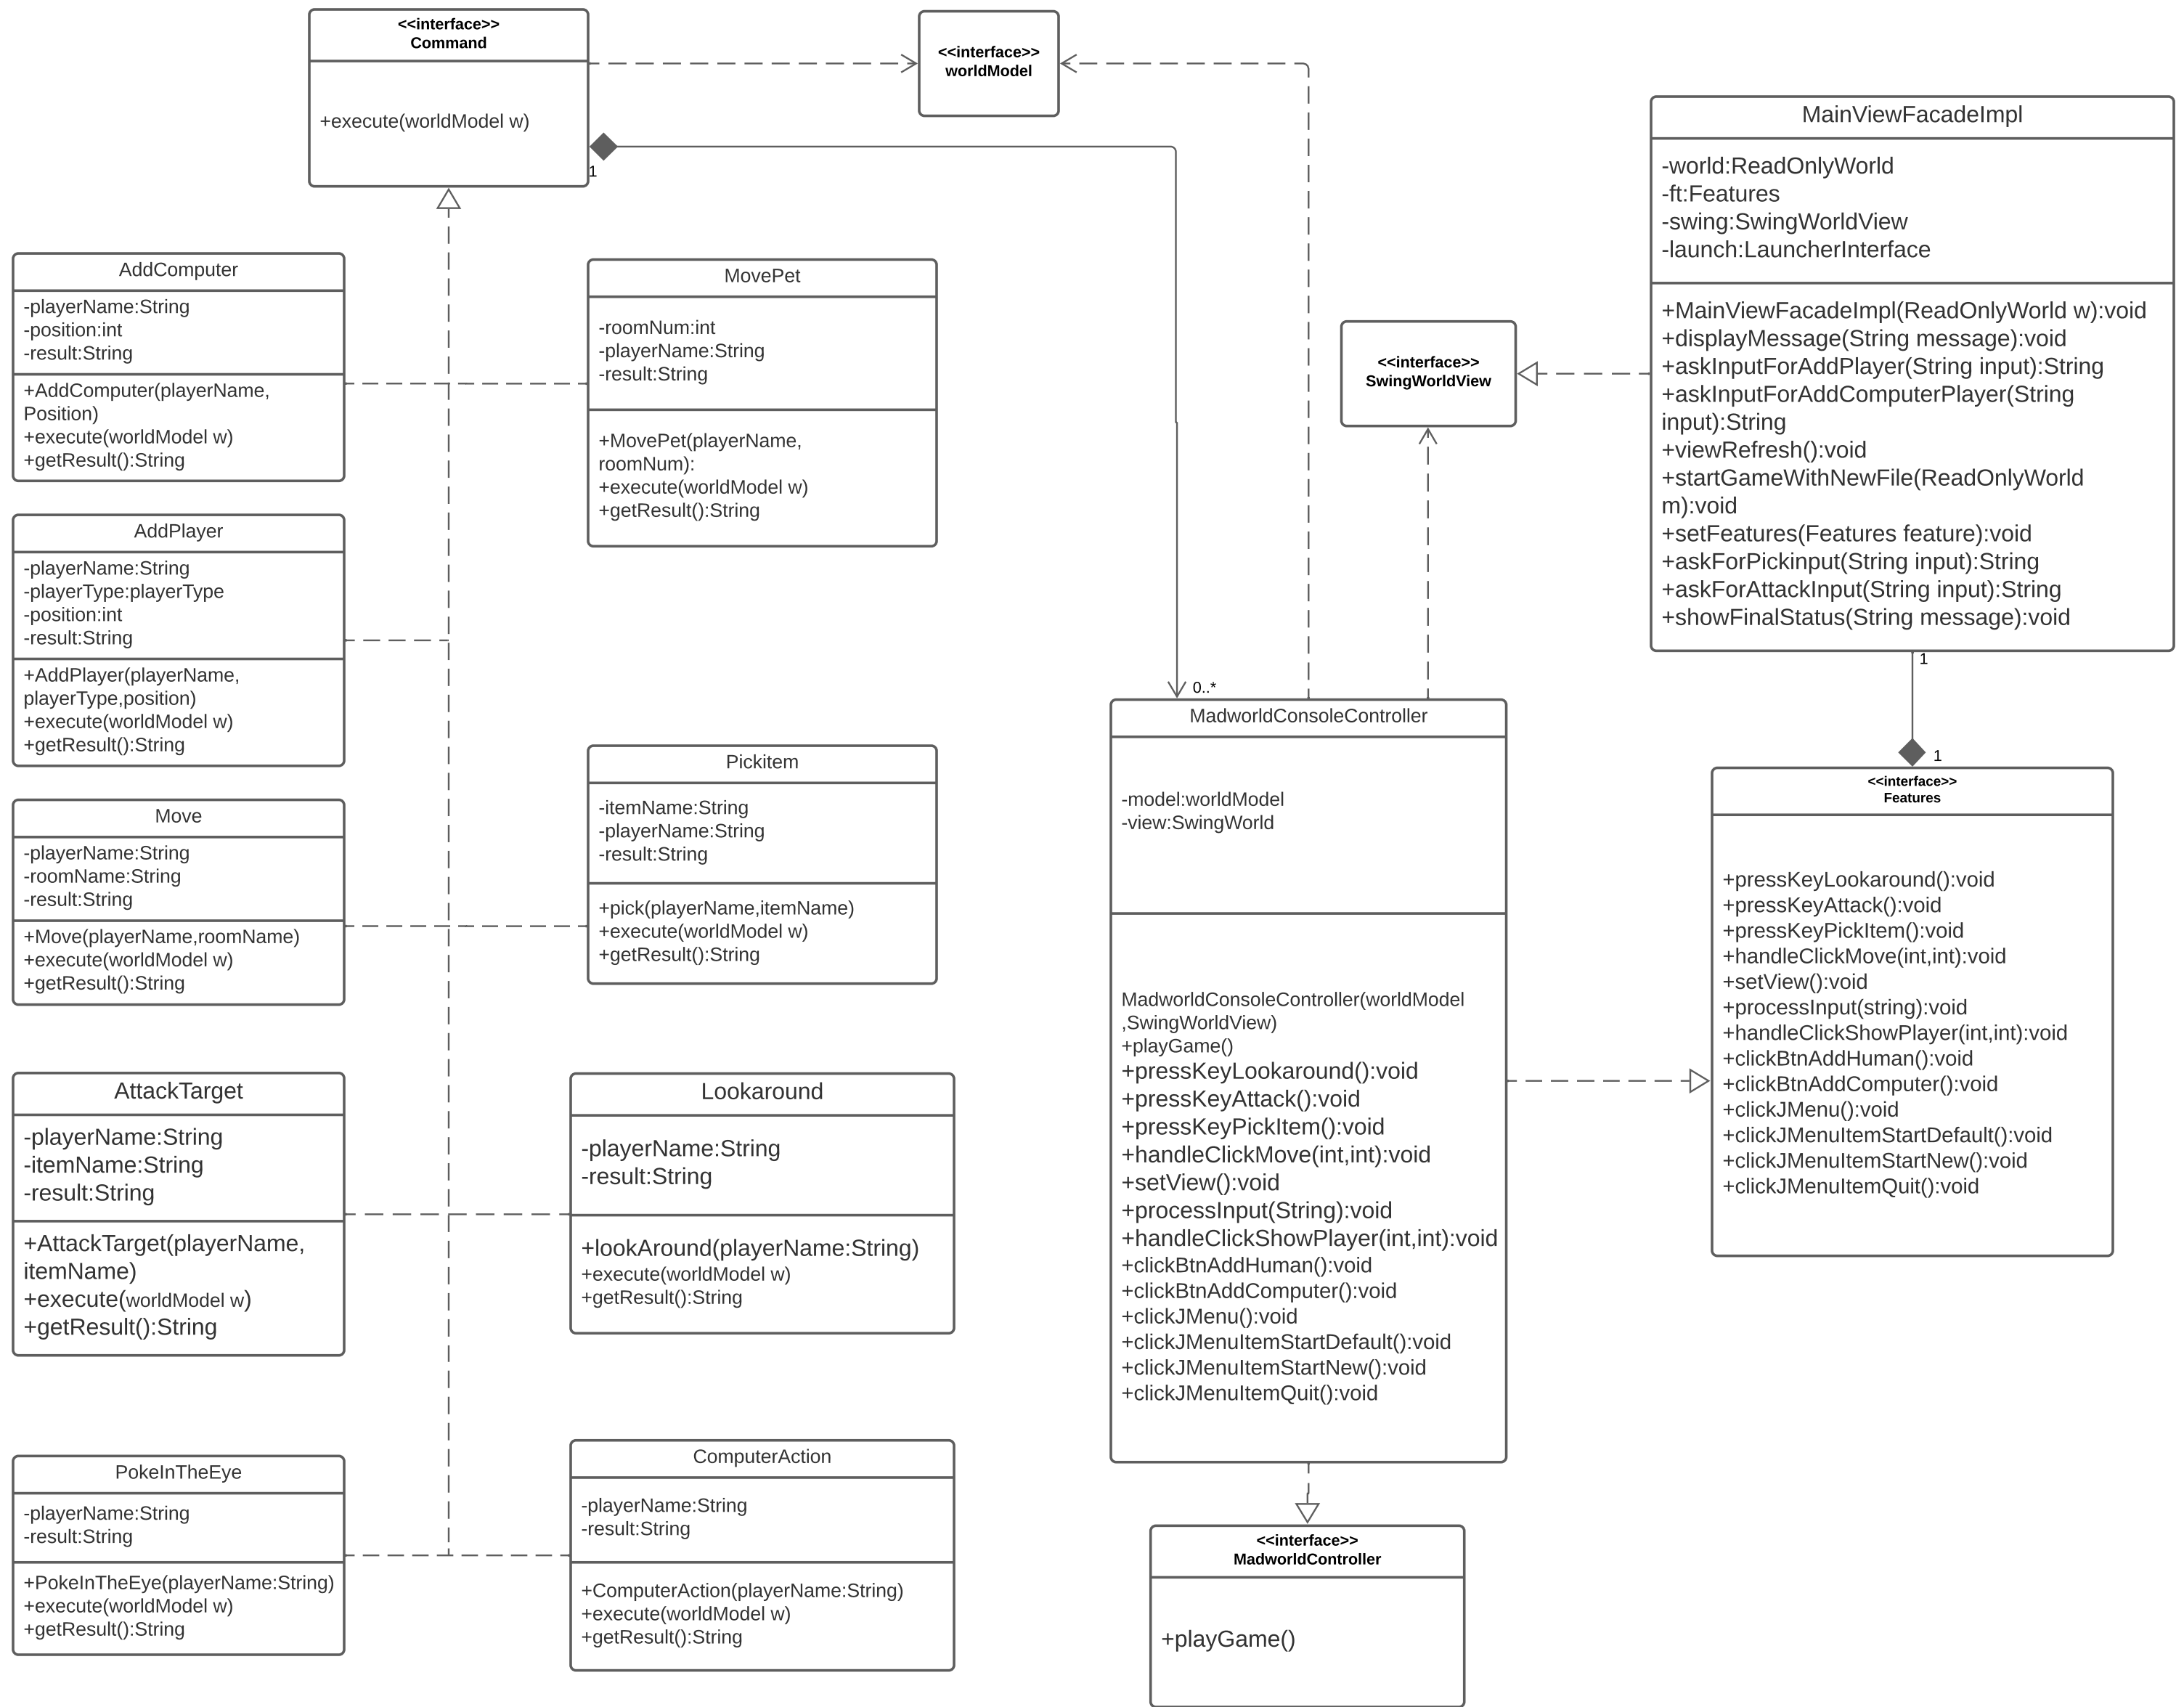 <<interface>>
Command
+execute(worldModel w)
1
<<interface>>
worldModel
MainViewFacadeImpl
-world:ReadOnlyWorld
-ft:Features
-swing:SwingWorldView
-launch:LauncherInterface
+MainViewFacadeImpl(ReadOnlyWorld w):void
+displayMessage(String message):void
+askInputForAddPlayer(String input):String
+askInputForAddComputerPlayer(String
input):String
+viewRefresh():void
+startGameWithNewFile(ReadOnlyWorld
m):void
+setFeatures(Features feature):void
+askForPickinput(String input):String
+askForAttackInput(String input):String
+showFinalStatus(String message):void
1
AddComputer
-playerName:String
-position:int
-result:String
+AddComputer(playerName,
Position)
+execute(worldModel w)
+getResult():String
MovePet
-roomNum:int
-playerName:String
-result:String
+MovePet(playerName,
roomNum):
+execute(worldModel w)
+getResult():String
<<interface>>
SwingWorldView
AddPlayer
-playerName:String
-playerType:playerType
-position:int
-result:String
+AddPlayer(playerName,
playerType,position)
+execute(worldModel w)
+getResult():String
Pickitem
-itemName:String
-playerName:String
-result:String
+pick(playerName,itemName)
+execute(worldModel w)
+getResult():String
Move
-playerName:String
-roomName:String
-result:String
+Move(playerName,roomName)
+execute(worldModel w)
+getResult():String
0..*
MadworldConsoleController
-model:worldModel
-view:SwingWorld
MadworldConsoleController(worldModel
,SwingWorldView)
+playGame()
+pressKeyLookaround():void
+pressKeyAttack():void
+pressKeyPickItem():void
+handleClickMove(int,int):void
+setView():void
+processInput(String):void
+handleClickShowPlayer(int,int):void
+clickBtnAddHuman():void
+clickBtnAddComputer():void
+clickJMenu():void
+clickJMenuItemStartDefault():void
+clickJMenuItemStartNew():void
+clickJMenuItemQuit():void
1
<<interface>>
Features
+pressKeyLookaround():void
+pressKeyAttack():void
+pressKeyPickItem():void
+handleClickMove(int,int):void
+setView():void
+processInput(string):void
+handleClickShowPlayer(int,int):void
+clickBtnAddHuman():void
+clickBtnAddComputer():void
+clickJMenu():void
+clickJMenuItemStartDefault():void
+clickJMenuItemStartNew():void
+clickJMenuItemQuit():void
AttackTarget
-playerName:String
-itemName:String
-result:String
+AttackTarget(playerName,
itemName)
+execute(worldModel w)
+getResult():String
Lookaround
-playerName:String
-result:String
+lookAround(playerName:String)
+execute(worldModel w)
+getResult():String
PokeInTheEye
-playerName:String
-result:String
+PokeInTheEye(playerName:String)
+execute(worldModel w)
+getResult():String
ComputerAction
-playerName:String
-result:String
+ComputerAction(playerName:String)
+execute(worldModel w)
+getResult():String
<<interface>>
MadworldController
+playGame()